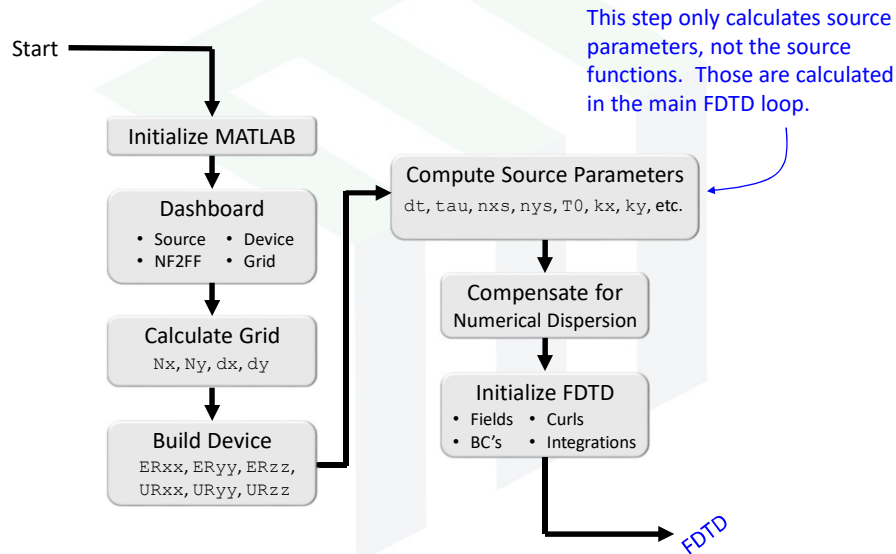 This step only calculates source
parameters, not the source
functions. Those are calculated
in the main FDTD loop.
Start
Initialize MATLAB
Dashboard
• Source • Device
• NF2FF • Grid
Calculate Grid
Nx, Ny, dx, dy
Build Device
ERxx, ERyy, ERzz,
URxx, URyy, URzz
Compute Source Parameters
dt, tau, nxs, nys, T0, kx, ky, etc.
Compensate for
Numerical Dispersion
Initialize FDTD
• Fields • Curls
• BC's • Integrations
FDTD